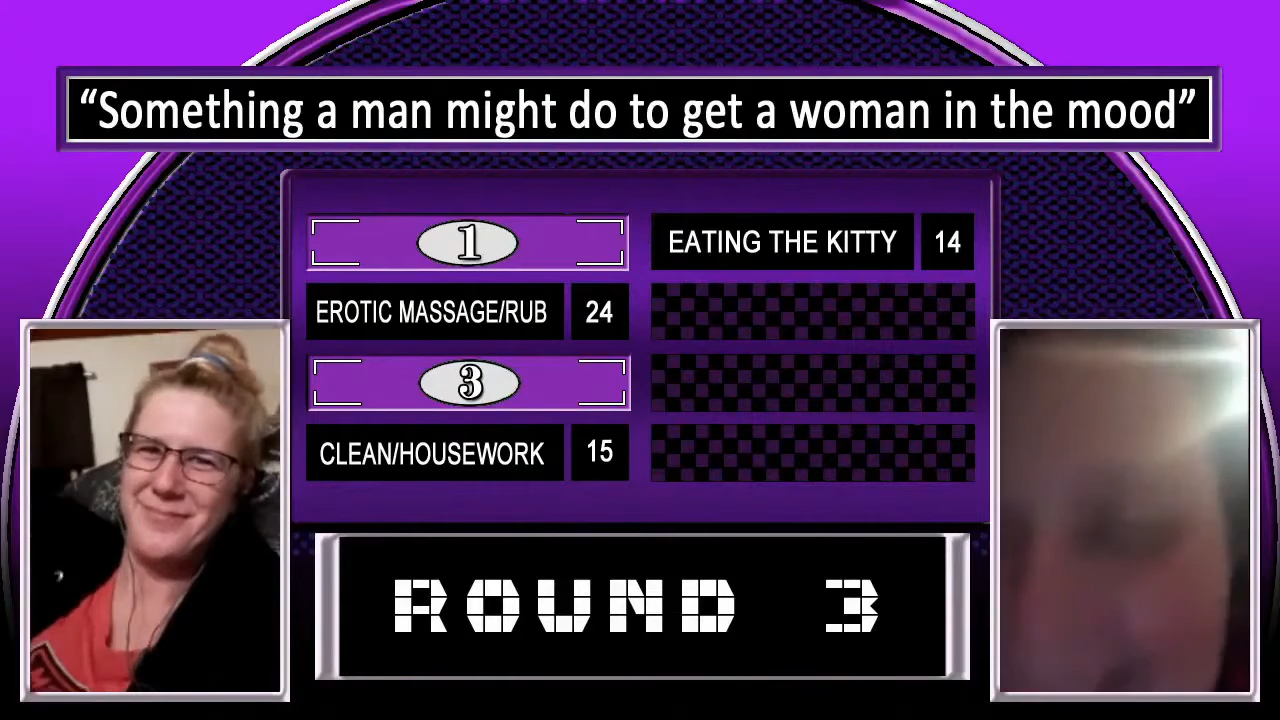 “Something a man might do to get a woman in the mood”
1
EROTIC MASSAGE/RUB 24
3
CLEAN/HOUSEWORK 15
EATING THE KITTY 14
ROUND 3